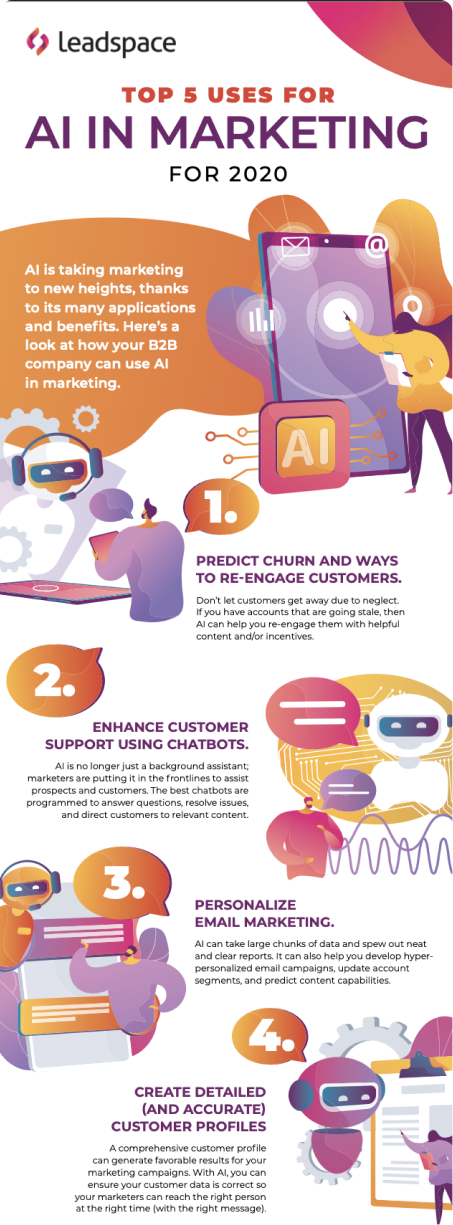 leadspace
TOP 5 USES FOR
AI IN MARKETING
FOR 2020
AI is taking marketing
to new heights, thanks
to its many applications
and benefits. Here's a
look at how your B2B
company can use AI
in marketing.
@
AI
1.
PREDICT CHURN AND WAYS
TO RE-ENGAGE CUSTOMERS.
Don't let customers get away due to neglect.
If you have accounts that are going stale, then
AI can help you re-engage them with helpful
content and/or incentives.
2.
ENHANCE CUSTOMER
SUPPORT USING CHATBOTS.
AI is no longer just a background assistant;
marketers are putting it in the frontlines to assist
prospects and customers. The best chatbots are
programmed to answer questions, resolve issues,
and direct customers to relevant content.
3.
PERSONALIZE
EMAIL MARKETING.
AI can take large chunks of data and spew out neat
and clear reports. It can also help you develop hyper-
personalized email campaigns, update account
segments, and predict content capabilities.
4.
CREATE DETAILED
(AND ACCURATE)
CUSTOMER PROFILES
A comprehensive customer profile
can generate favorable results for your
marketing campaigns. With AI, you can
ensure your customer data is correct so
your marketers can reach the right person
at the right time (with the right message).